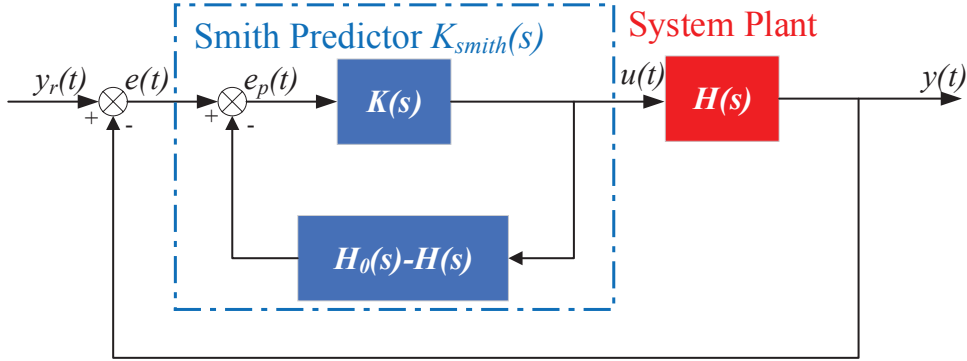 Smith Predictor K_smith(s)
System Plant
y_r(t)
e(t)
e_p(t)
K(s)
u(t)
H(s)
y(t)
+
-
+
-
H_0(s)-H(s)